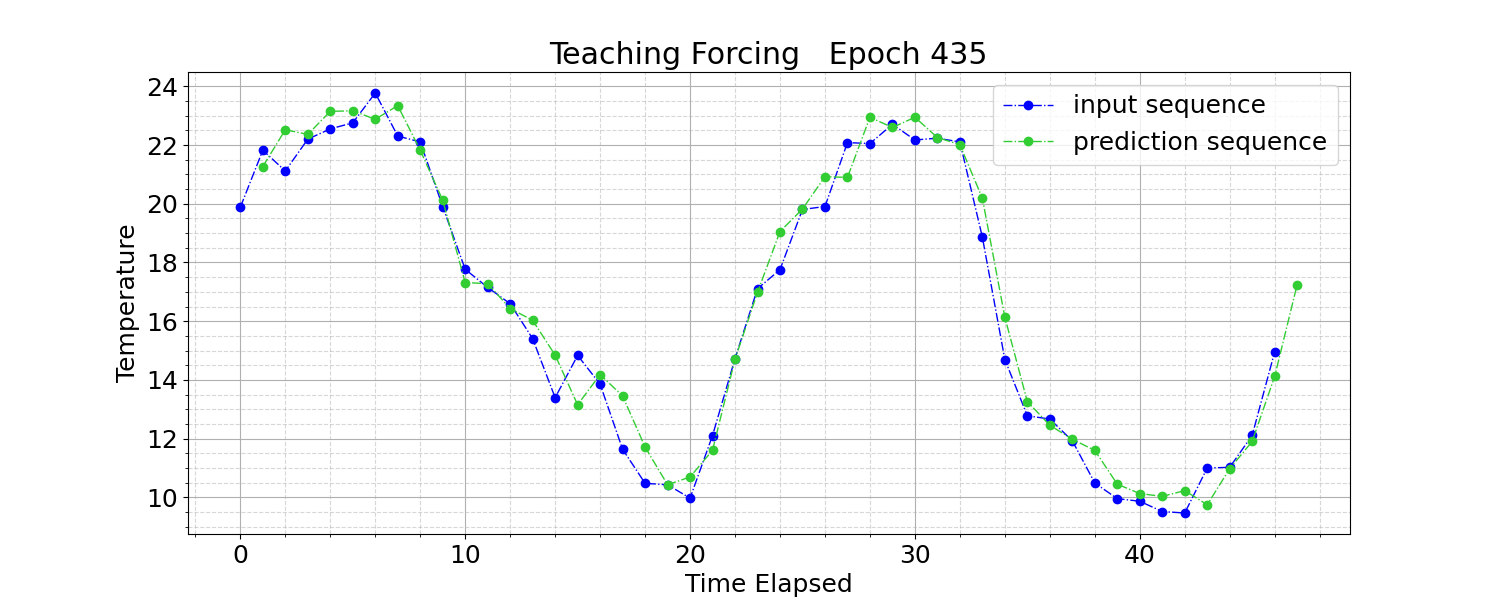 Teaching Forcing   Epoch 435
input sequence
prediction sequence
Temperature
24
22
20
18
16
14
12
10
0 10 20 30 40
Time Elapsed